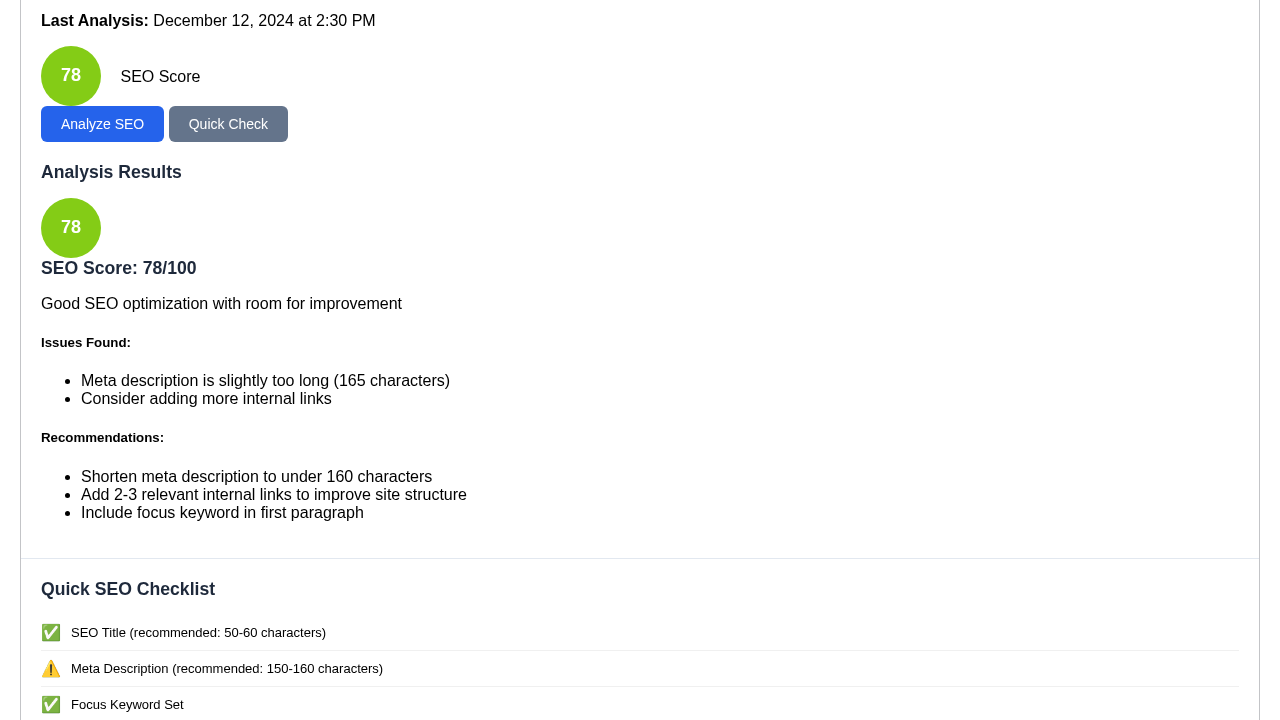 Last Analysis: December 12, 2024 at 2:30 PM
78
SEO Score
Analyze SEO
Quick Check
Analysis Results
78
SEO Score: 78/100
Good SEO optimization with room for improvement
Issues Found:
Meta description is slightly too long (165 characters)
Consider adding more internal links
Recommendations:
Shorten meta description to under 160 characters
Add 2-3 relevant internal links to improve site structure
Include focus keyword in first paragraph
Quick SEO Checklist
SEO Title (recommended: 50-60 characters)
Meta Description (recommended: 150-160 characters)
Focus Keyword Set